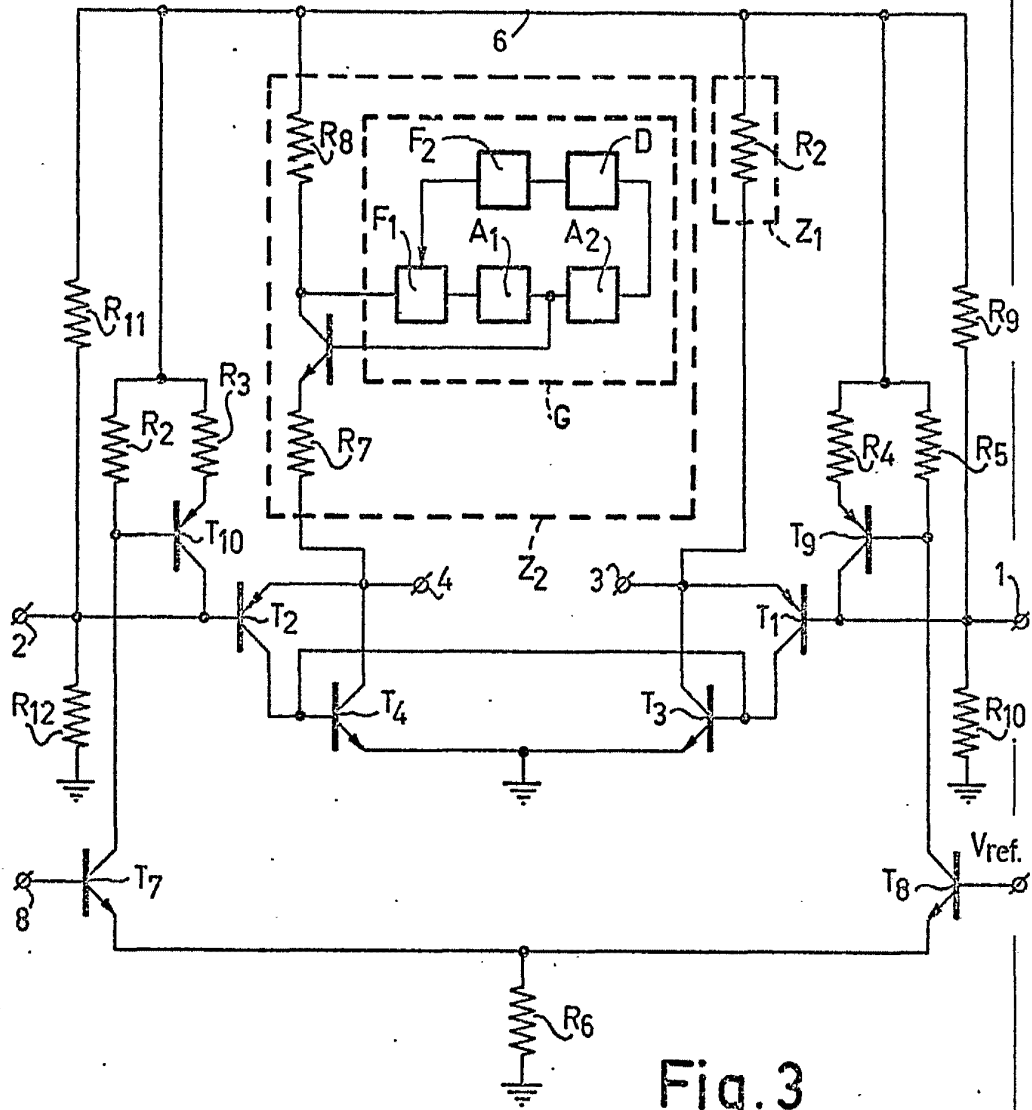 6
R8
F2
D
R2
F1
A1
A2
Z1
R11
R9
R3
R2
G
R7
R4
R5
T10
T9
Z2
4
3
1
2
T2
T1
R12
T4
T3
R10
Vref.
8
T7
T8
R6
Fig. 3